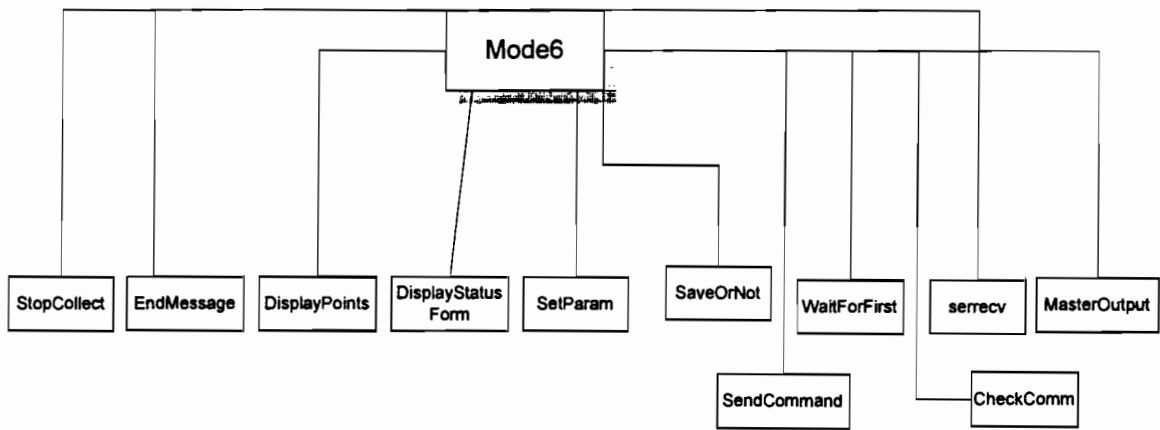 Mode6
StopCollect
EndMessage
DisplayPoints
DisplayStatus
Form
SetParam
SaveOrNot
WaitForFirst
serrecv
MasterOutput
SendCommand
CheckComm